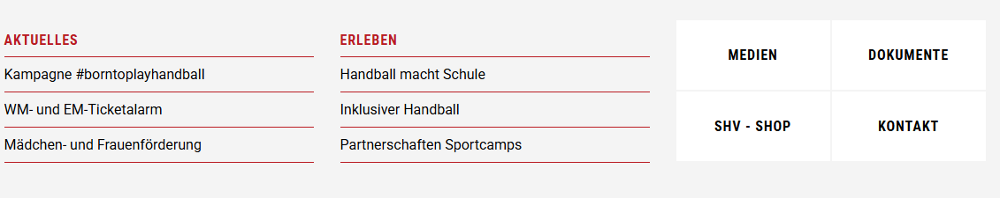 AKTUELLES
Kampagne #borntoplayhandball
WM- und EM-Ticketalarm
Mädchen- und Frauenförderung
ERLEBEN
Handball macht Schule
Inklusiver Handball
Partnerschaften Sportcamps
MEDIEN
DOKUMENTE
SHV - SHOP
KONTAKT